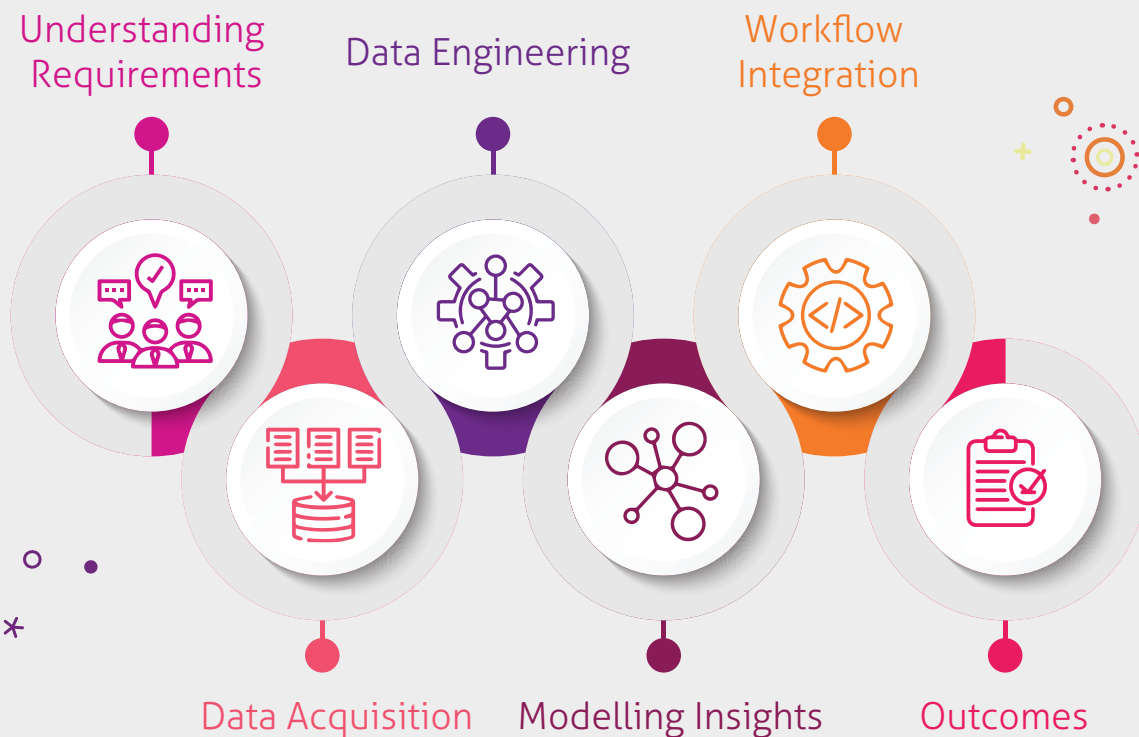 Understanding
Requirements
Data Engineering
Workflow
Integration
Data Acquisition
Modelling Insights
Outcomes